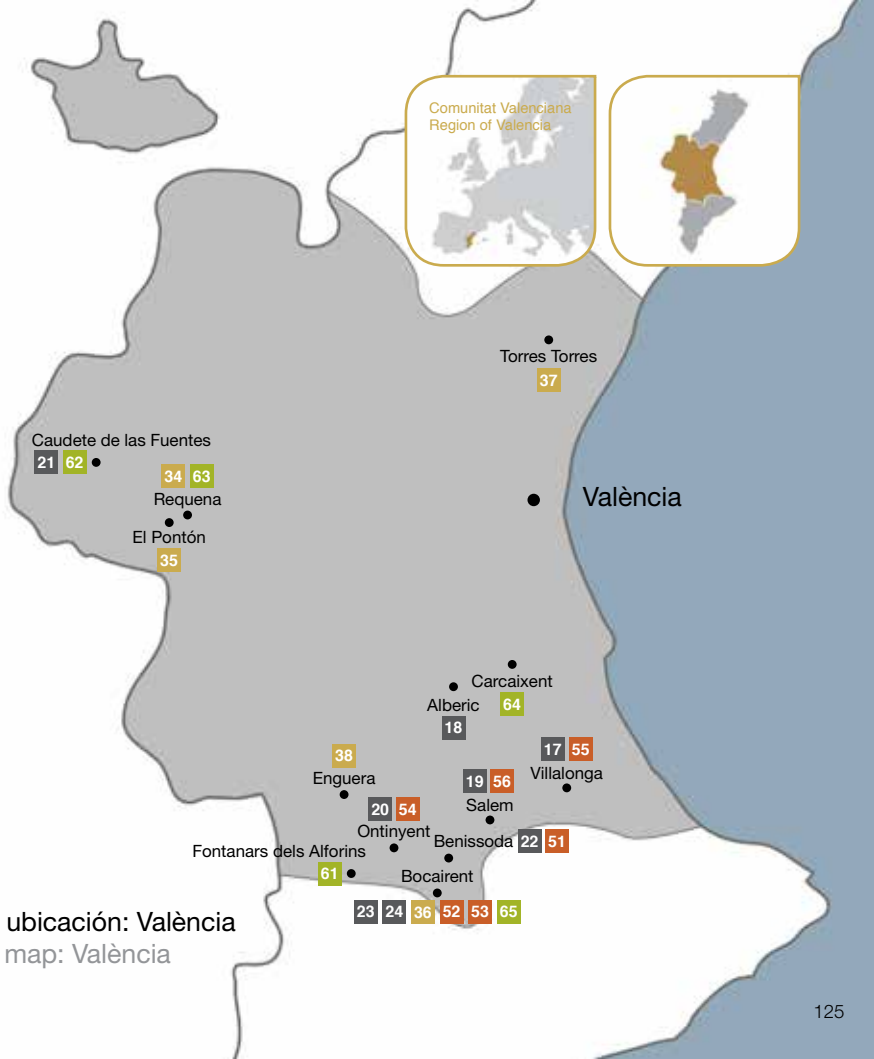 Comunitat Valenciana
Region of Valencia
Torres Torres
37
Caudete de las Fuentes
21 62
34 63
Requena
El Pontón
35
València
Carcaixent
64
Alberic
18
38
Enguera
17 55
Villalonga
19 56
Salem
20 54
Ontinyent
Benissoda 22 51
Fontanars dels Alforins
61
Bocairent
23 24 36 52 53 65
ubicación: València
map: València
125